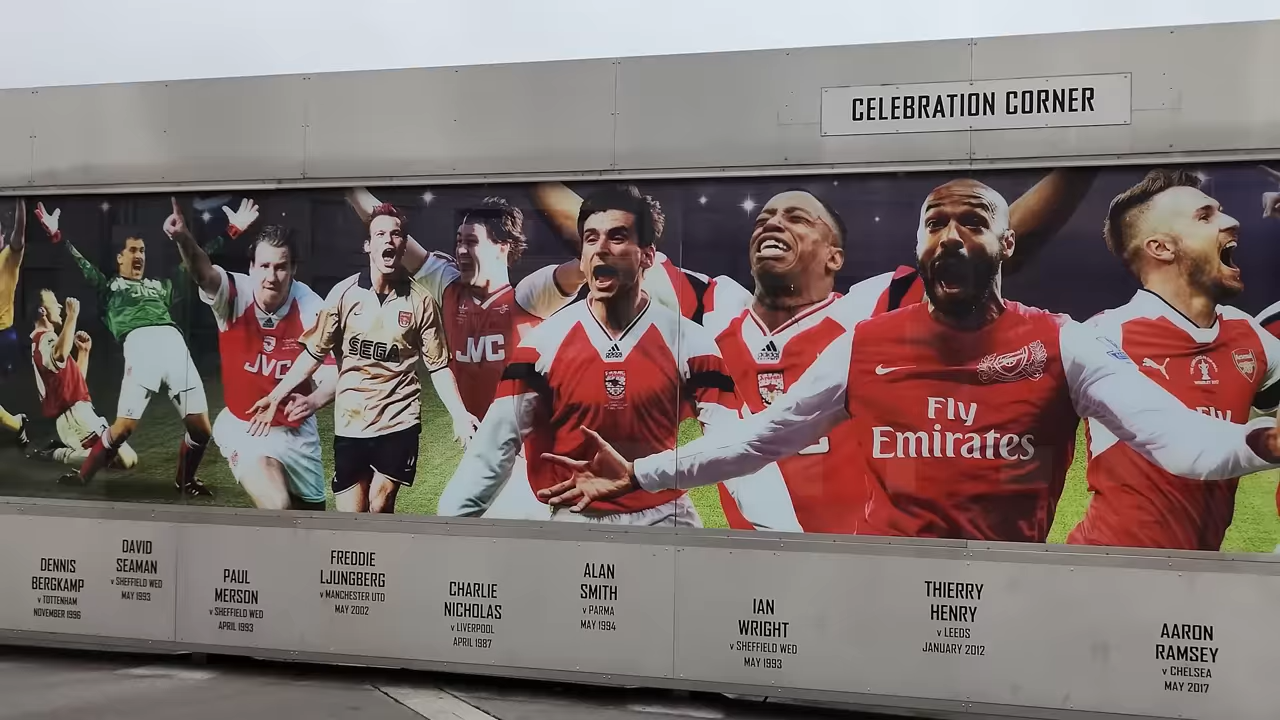 CELEBRATION CORNER
JVC
JVC
SEGA
JVC
Fly
Emirates
Fly
DENNIS
BERGKAMP
v TOTTENHAM
NOVEMBER 1996
DAVID
SEAMAN
v SHEFFIELD WED
MAY 1993
PAUL
MERSON
v SHEFFIELD WED
APRIL 1993
FREDDIE
LJUNGBERG
v MANCHESTER UTD
MAY 2002
CHARLIE
NICHOLAS
v LIVERPOOL
APRIL 1987
ALAN
SMITH
v PARMA
MAY 1994
IAN
WRIGHT
v SHEFFIELD WED
MAY 1993
THIERRY
HENRY
v LEEDS
JANUARY 2012
AARON
RAMSEY
v CHELSEA
MAY 2017